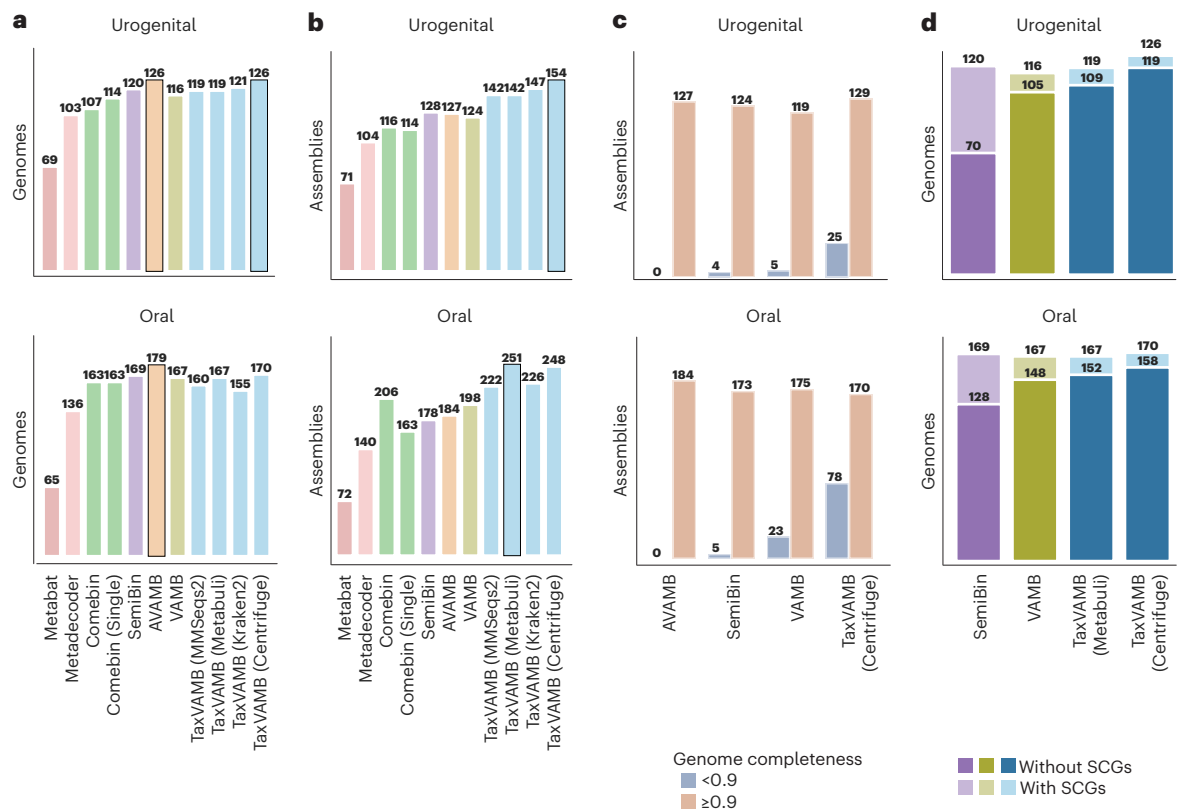 a
Urogenital
Genomes
69
103
107
114
120
126
116
119
119
121
126
Oral
Genomes
65
136
163
163
169
179
167
160
167
155
170
Metabat
Metadecoder
Comebin
Comebin (Single)
SemiBin
AVAMB
VAMB
TaxVAMB (MMSeqs2)
TaxVAMB (Metabuli)
TaxVAMB (Kraken2)
TaxVAMB (Centrifuge)
b
Urogenital
Assemblies
71
104
116
114
128
127
124
142
142
147
154
Oral
Assemblies
72
140
206
163
178
184
198
222
251
226
248
Metabat
Metadecoder
Comebin
Comebin (Single)
SemiBin
AVAMB
VAMB
TaxVAMB (MMSeqs2)
TaxVAMB (Metabuli)
TaxVAMB (Kraken2)
TaxVAMB (Centrifuge)
c
Urogenital
Assemblies
0
127
4
124
5
119
25
129
Oral
Assemblies
0
184
5
173
23
175
78
170
AVAMB
SemiBin
VAMB
TaxVAMB
(Centrifuge)
Genome completeness
<0.9
≥0.9
d
Urogenital
Genomes
120
70
116
105
119
109
126
119
Oral
Genomes
169
128
167
148
167
152
170
158
SemiBin
VAMB
TaxVAMB
(Metabuli)
TaxVAMB
(Centrifuge)
Without SCGs
With SCGs